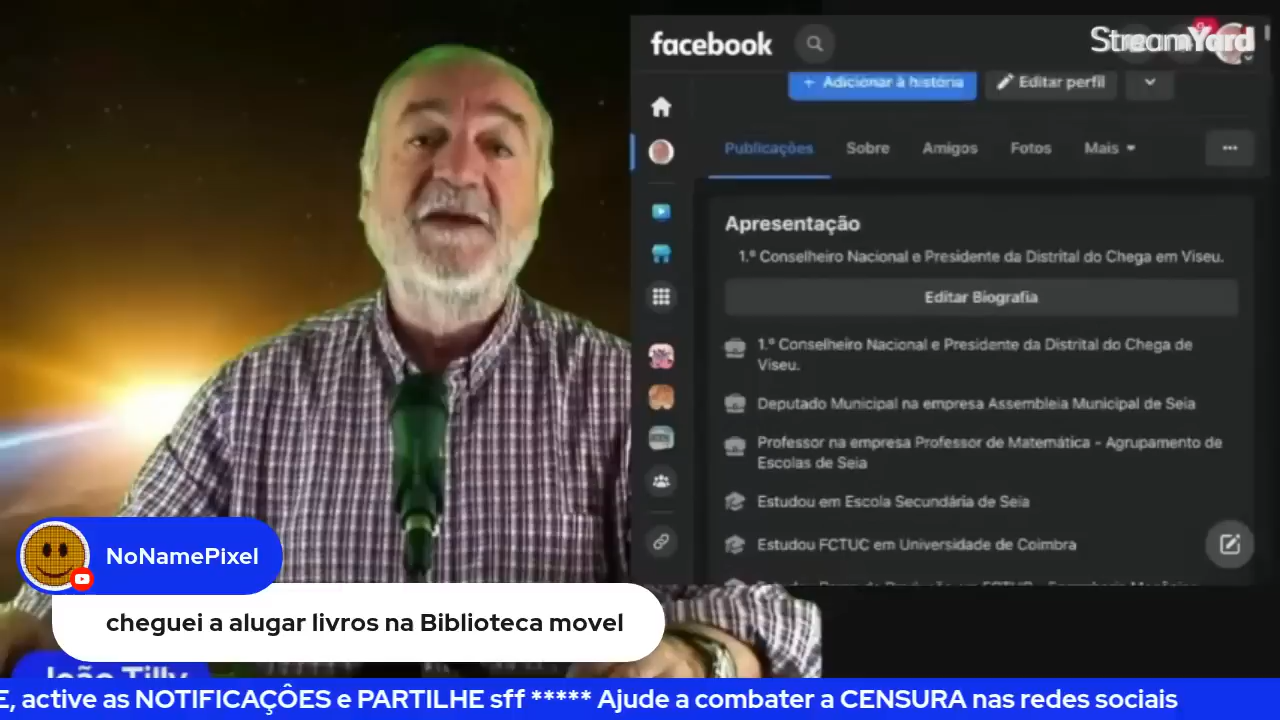 facebook
StreamYard
+ Adicionar à história
Editar perfil
Publicações
Sobre
Amigos
Fotos
Mais
Apresentação
1.º Conselheiro Nacional e Presidente da Distrital do Chega em Viseu.
Editar Biografia
1.º Conselheiro Nacional e Presidente da Distrital do Chega de
Viseu.
Deputado Municipal na empresa Assembleia Municipal de Seia
Professor na empresa Professor de Matemática - Agrupamento de
Escolas de Seia
Estudou em Escola Secundária de Seia
Estudou FCTUC em Universidade de Coimbra
NoNamePixel
cheguei a alugar livros na Biblioteca movel
João Tilly
E, active as NOTIFICAÇÔES e PARTILHE sff ***** Ajude a combater a CENSURA nas redes sociais